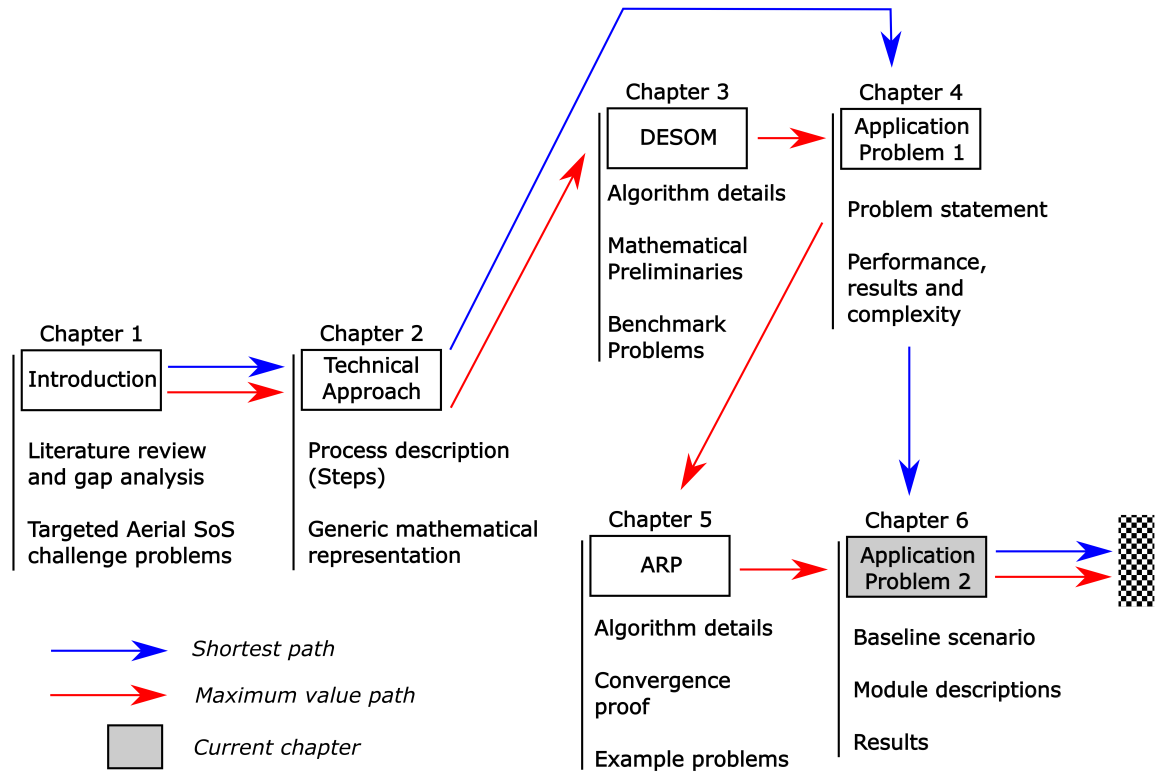 Chapter 1
Introduction
Literature review
and gap analysis
Targeted Aerial SoS
challenge problems
Chapter 2
Technical
Approach
Process description
(Steps)
Generic mathematical
representation
Chapter 3
DESOM
Algorithm details
Mathematical
Preliminaries
Benchmark
Problems
Chapter 4
Application
Problem 1
Problem statement
Performance,
results and
complexity
Chapter 5
ARP
Algorithm details
Convergence
proof
Example problems
Chapter 6
Application
Problem 2
Baseline scenario
Module descriptions
Results
Shortest path
Maximum value path
Current chapter